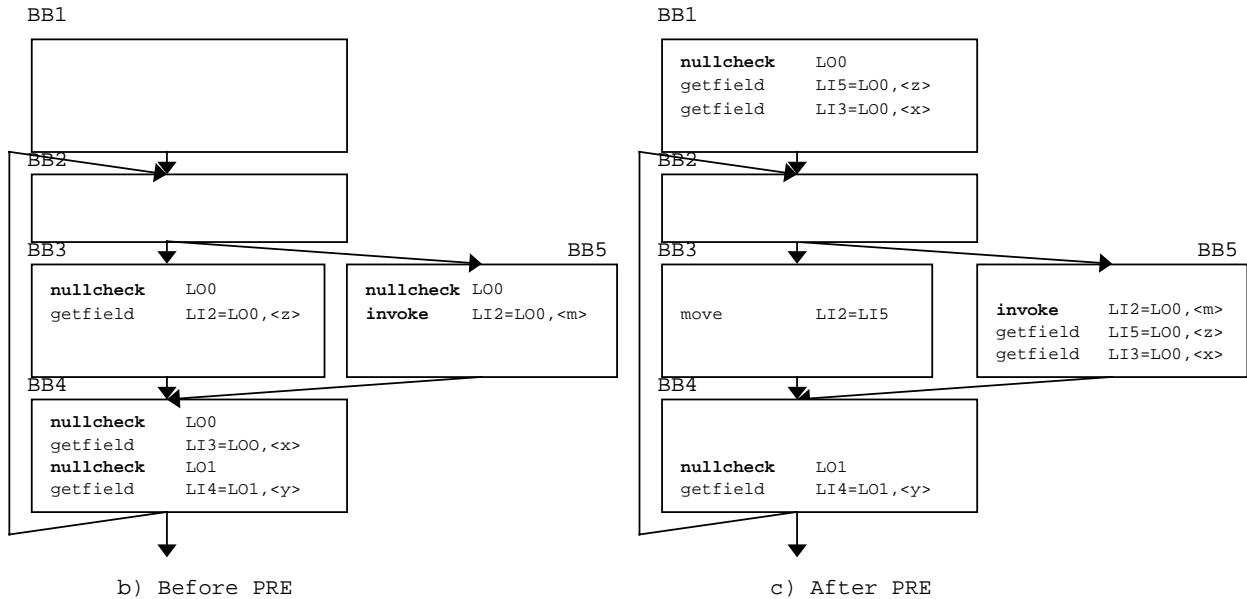 BB1
BB2
BB3
BB5
nullcheck LO0
getfield LI2=LO0,<z>
nullcheck LO0
invoke LI2=LO0,<m>
BB4
nullcheck LO0
getfield LI3=LOO,<x>
nullcheck LO1
getfield LI4=LO1,<y>
b) Before PRE
BB1
nullcheck LO0
getfield LI5=LO0,<z>
getfield LI3=LO0,<x>
BB2
BB3
BB5
move LI2=LI5
invoke LI2=LO0,<m>
getfield LI5=LO0,<z>
getfield LI3=LO0,<x>
BB4
nullcheck LO1
getfield LI4=LO1,<y>
c) After PRE